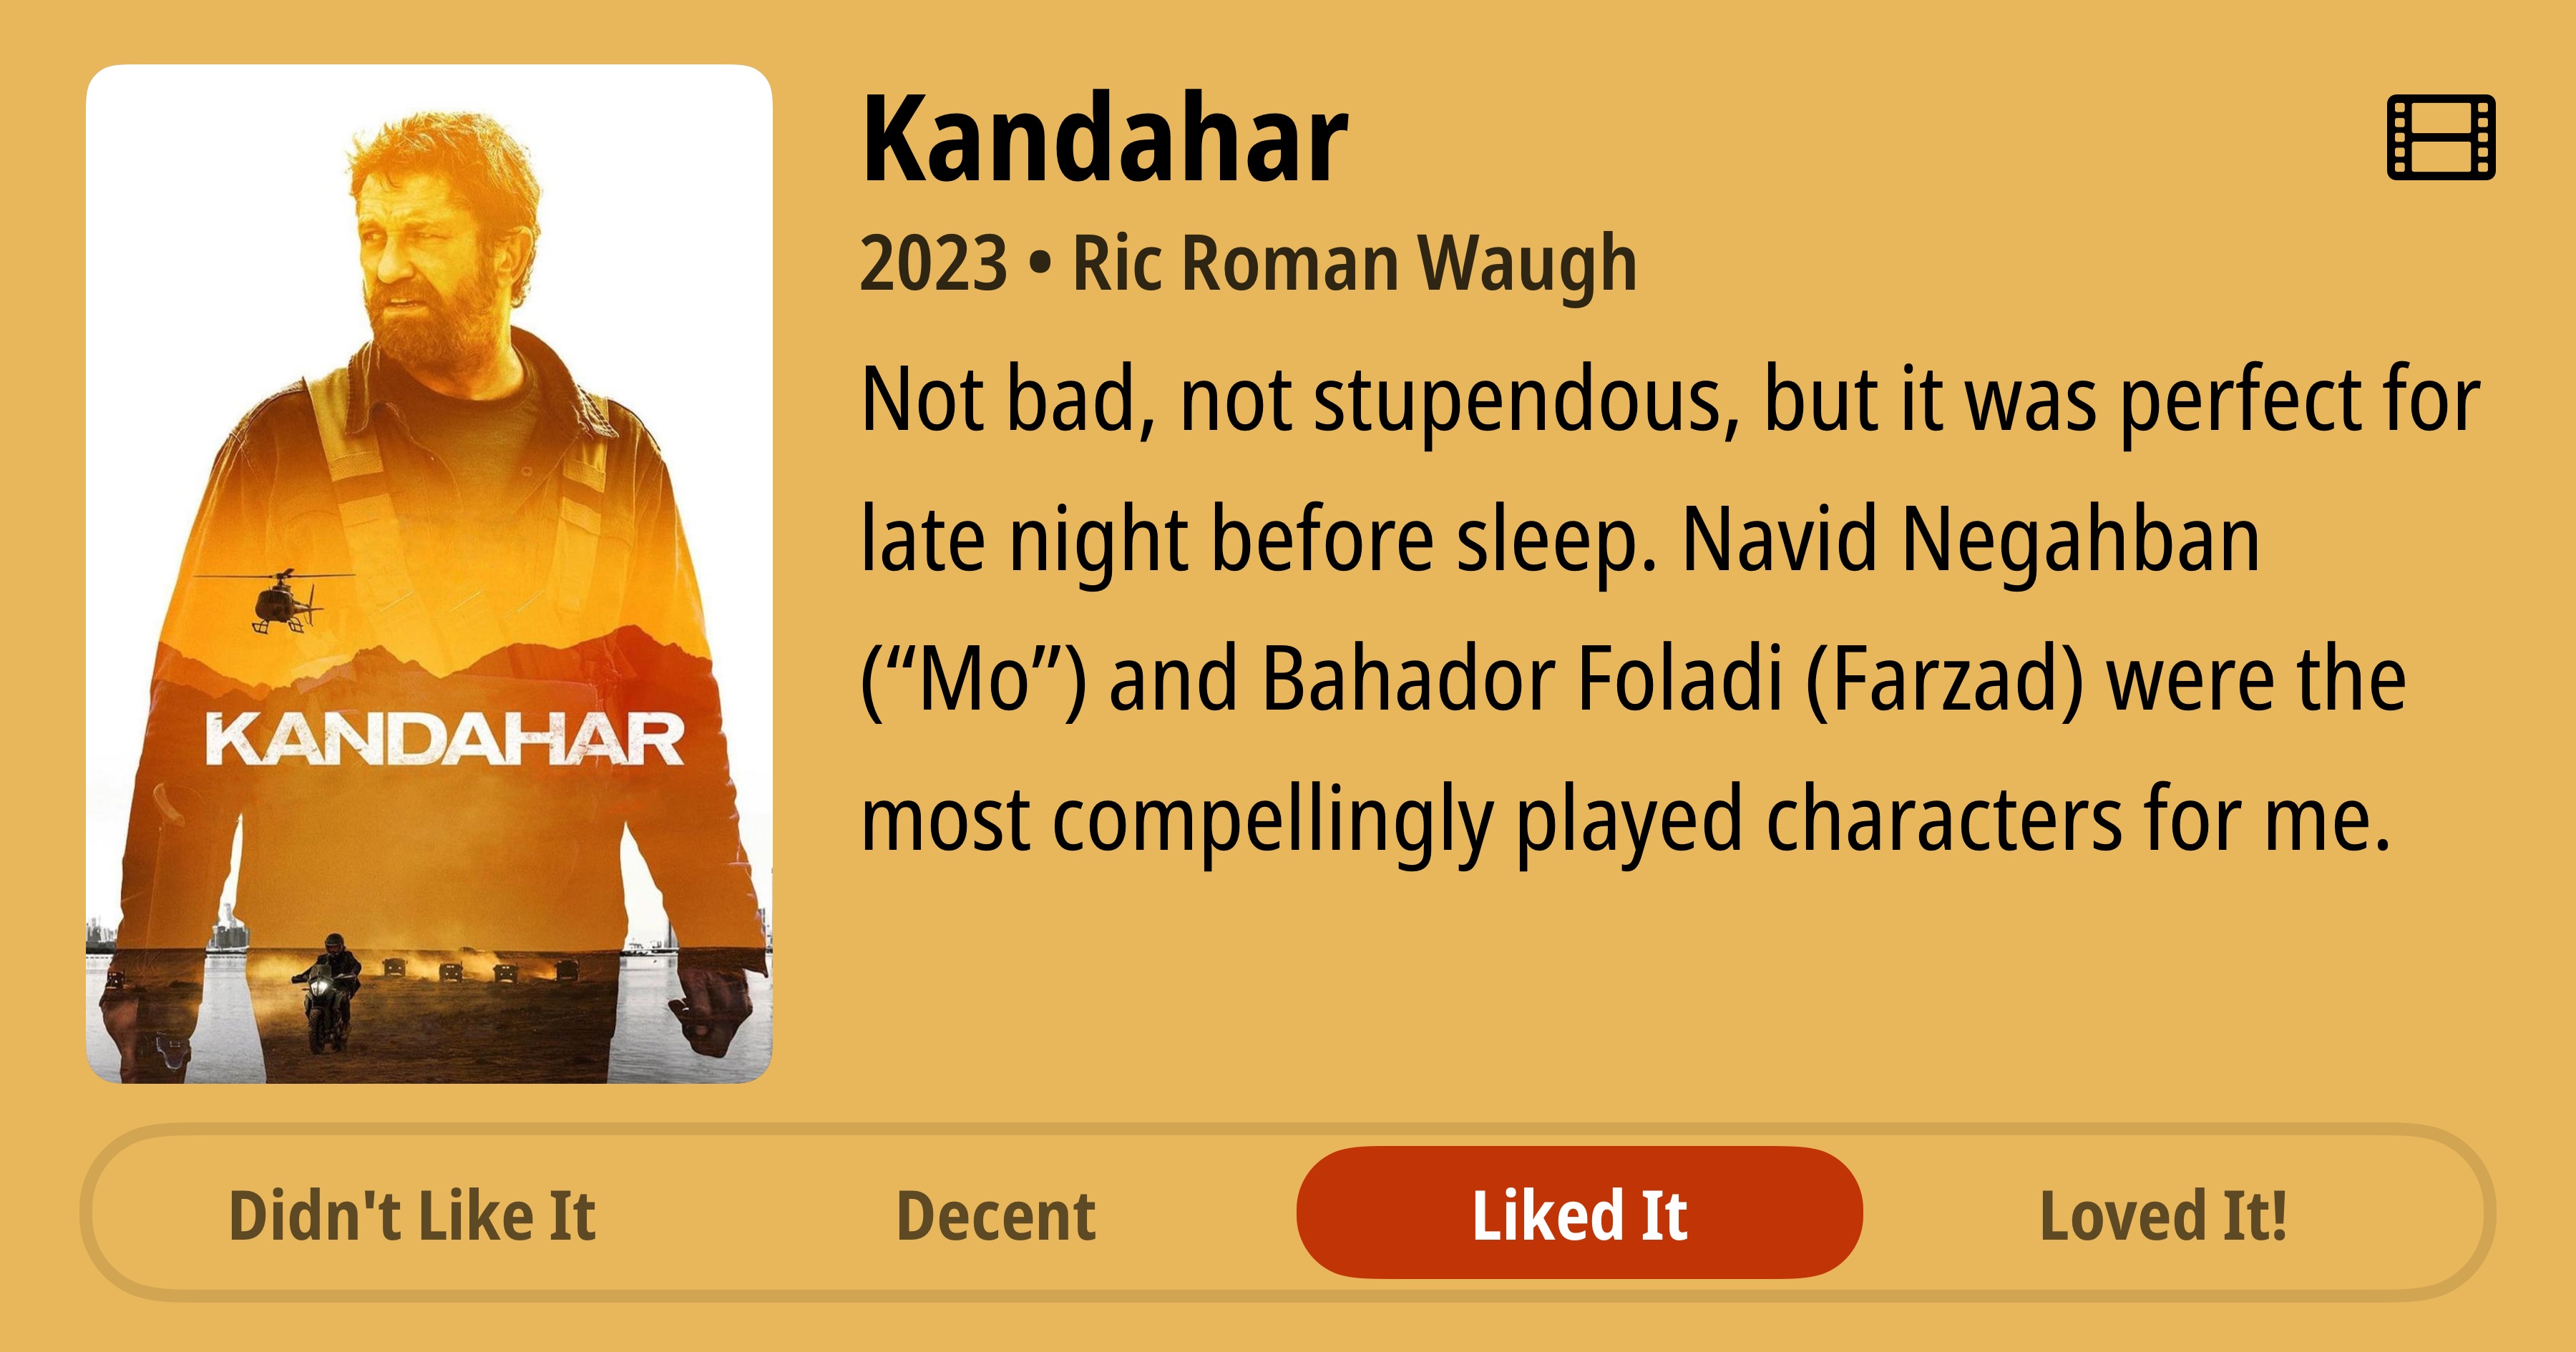 Kandahar
2023 • Ric Roman Waugh
Not bad, not stupendous, but it was perfect for
late night before sleep. Navid Negahban
(“Mo”) and Bahador Foladi (Farzad) were the
most compellingly played characters for me.
KANDAHAR
Didn't Like It
Decent
Liked It
Loved It!